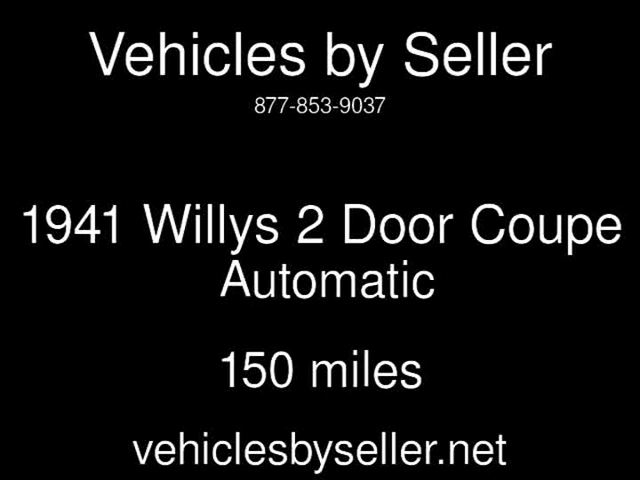 Vehicles by Seller
877-853-9037
1941 Willys 2 Door Coupe
Automatic
150 miles
vehiclesbyseller.net